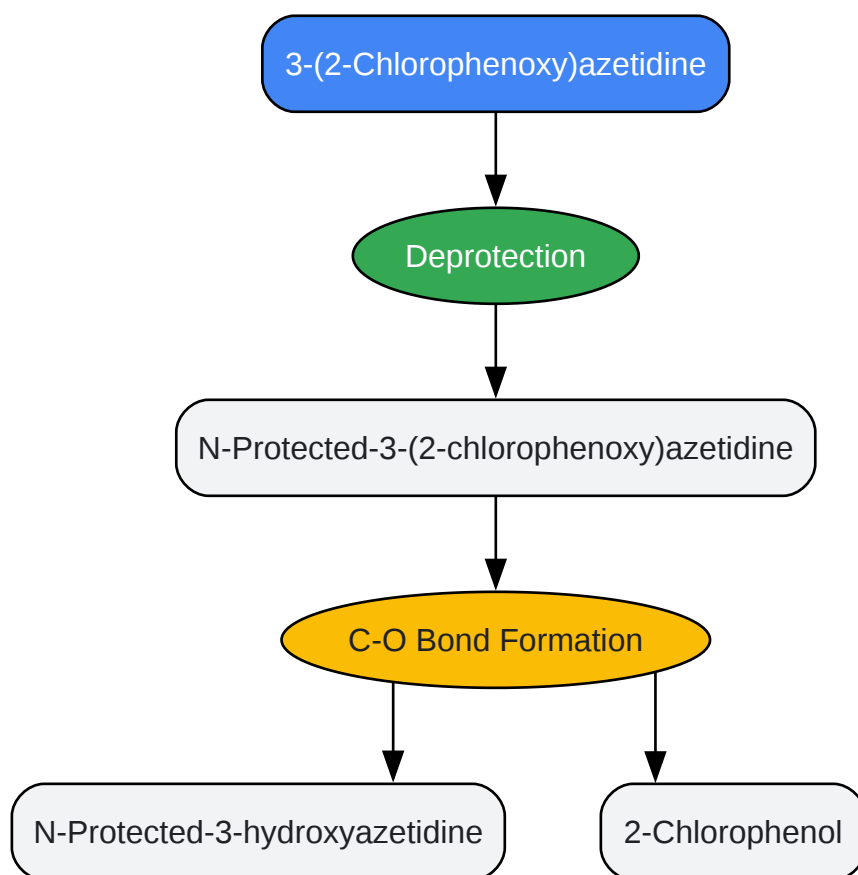 3-(2-Chlorophenoxy)azetidine
Deprotection
N-Protected-3-(2-chlorophenoxy)azetidine
C-O Bond Formation
N-Protected-3-hydroxyazetidine
2-Chlorophenol